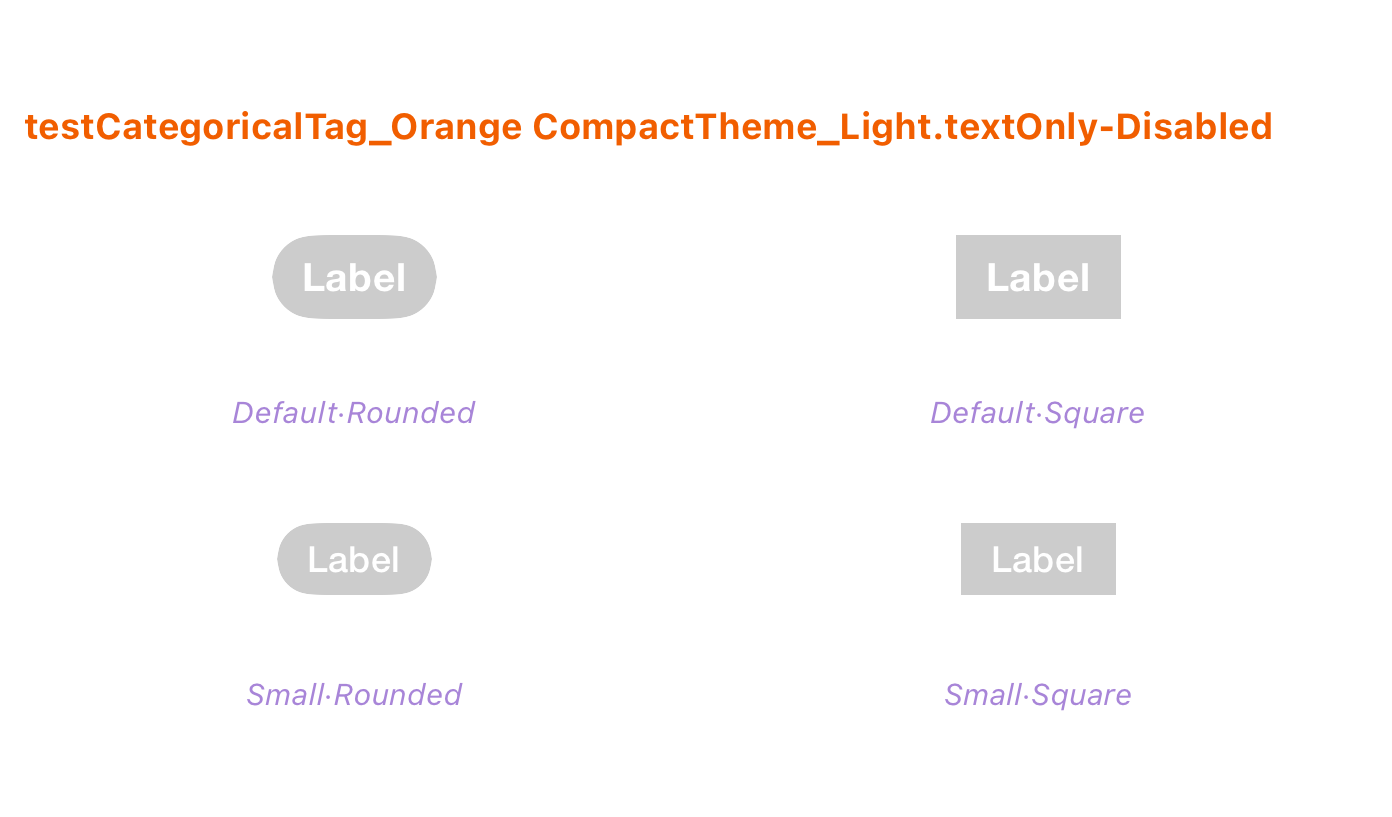 testCategoricalTag_Orange CompactTheme_Light.textOnly-Disabled
Label Label
Default·Rounded Default·Square
Label Label
Small·Rounded Small·Square